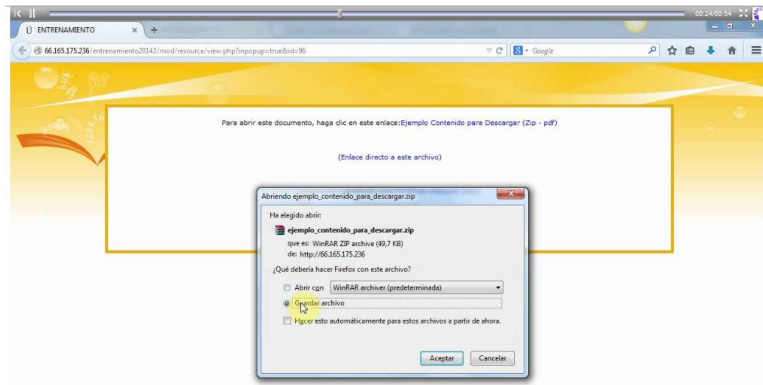 00:24/00:54
ENTRENAMIENTO
66.165.175.236/entrenamiento20142/mod/resource/view.php?inpopup=true&id=96
Google
Para abrir este documento, haga clic en este enlace:Ejemplo Contenido para Descargar (Zip - pdf)
(Enlace directo a este archivo)
Abriendo ejemplo_contenido_para_descargar.zip
Ha elegido abrir:
ejemplo_contenido_para_descargar.zip
que es: WinRAR ZIP archive (49,7 KB)
de: http://66.165.175.236
¿Qué debería hacer Firefox con este archivo?
Abrir con WinRAR archiver (predeterminada)
Guardar archivo
Hacer esto automáticamente para estos archivos a partir de ahora.
Aceptar Cancelar